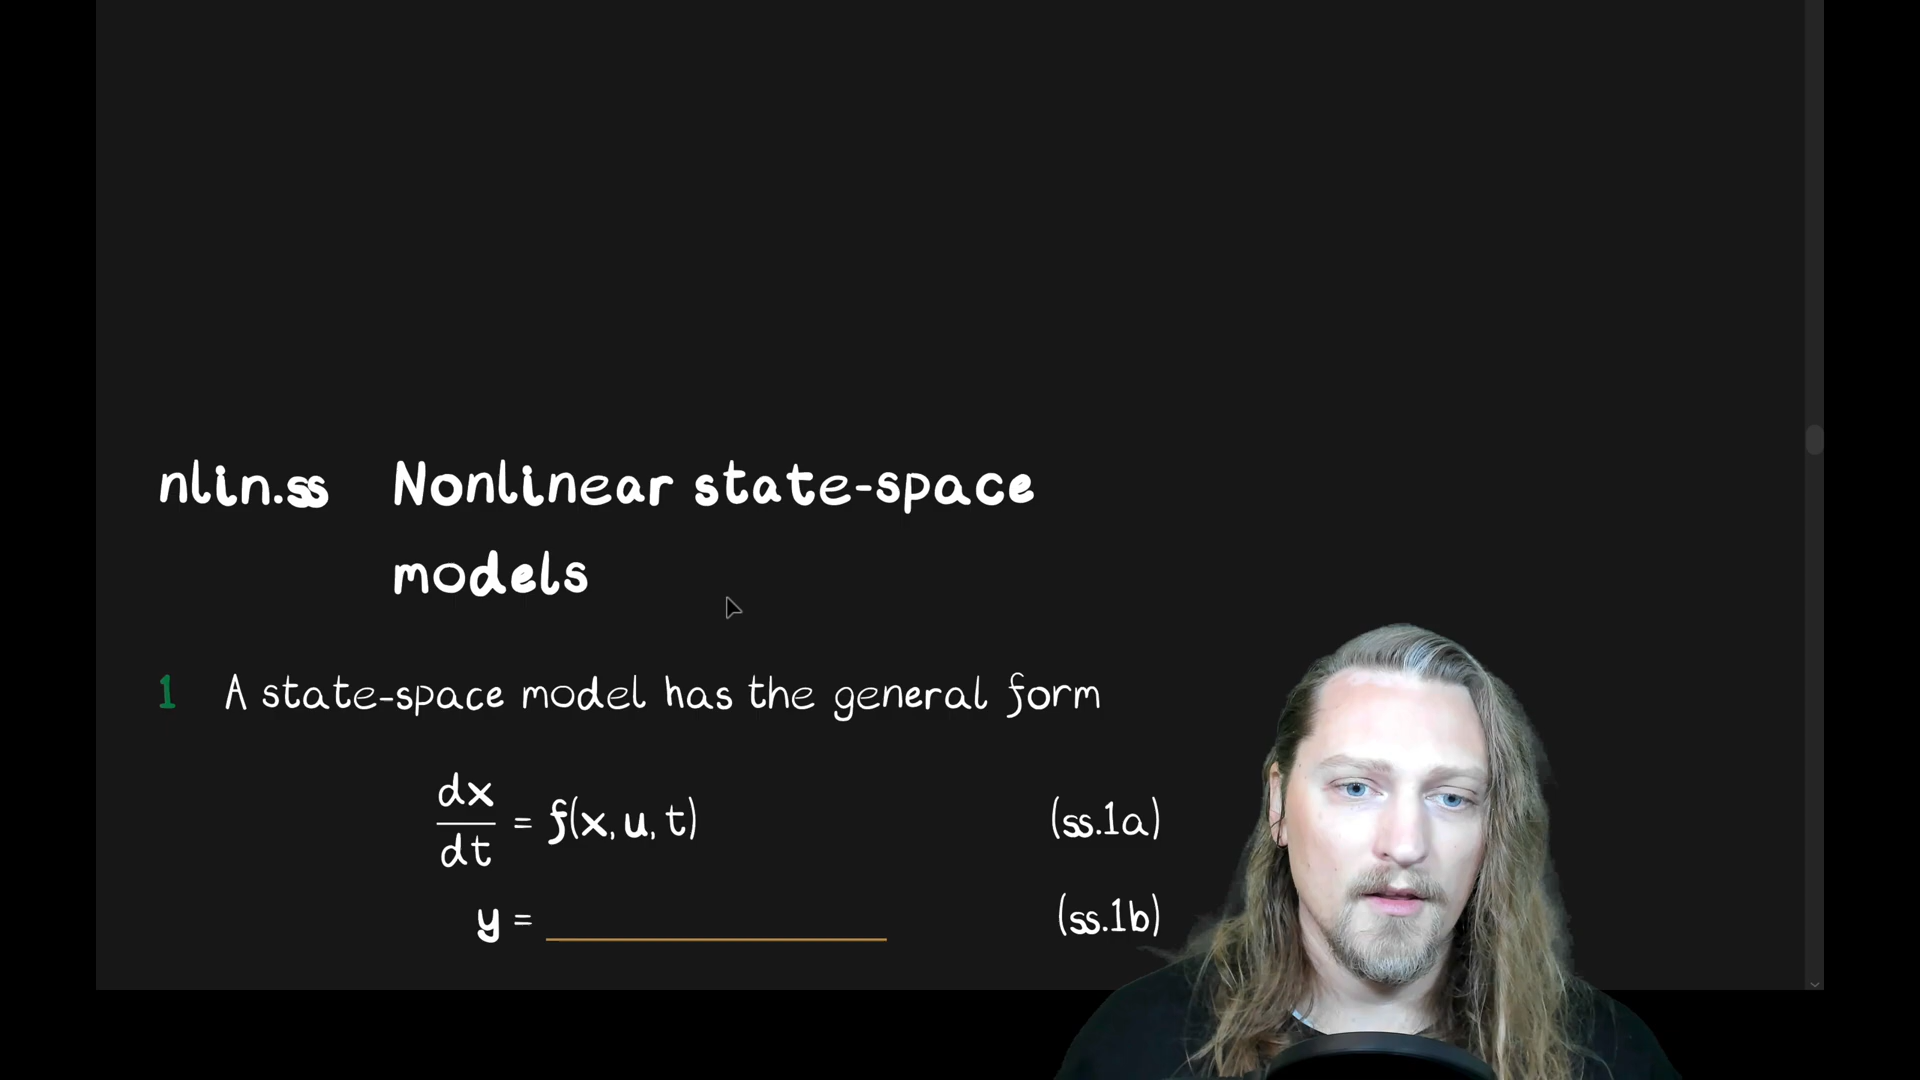 nlin.ss Nonlinear state-space
models
1 A state-space model has the general form
dx/dt = f(x, u, t) (ss.1a)
y = ________ (ss.1b)